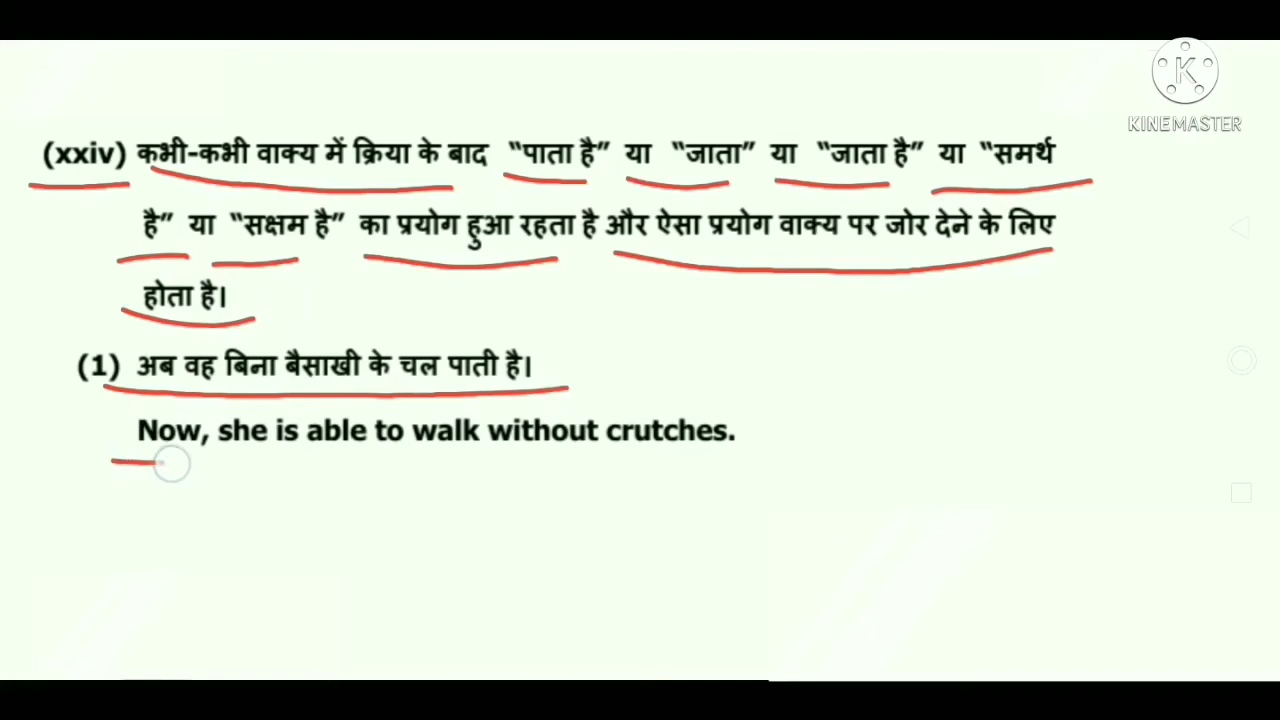 KINEMASTER
(xxiv) कभी-कभी वाक्य में क्रिया के बाद “पाता है” या “जाता” या “जाता है” या “समर्थ
है” या “सक्षम है” का प्रयोग हुआ रहता है और ऐसा प्रयोग वाक्य पर जोर देने के लिए
होता है।
(1) अब वह बिना बैसाखी के चल पाती है।
Now, she is able to walk without crutches.